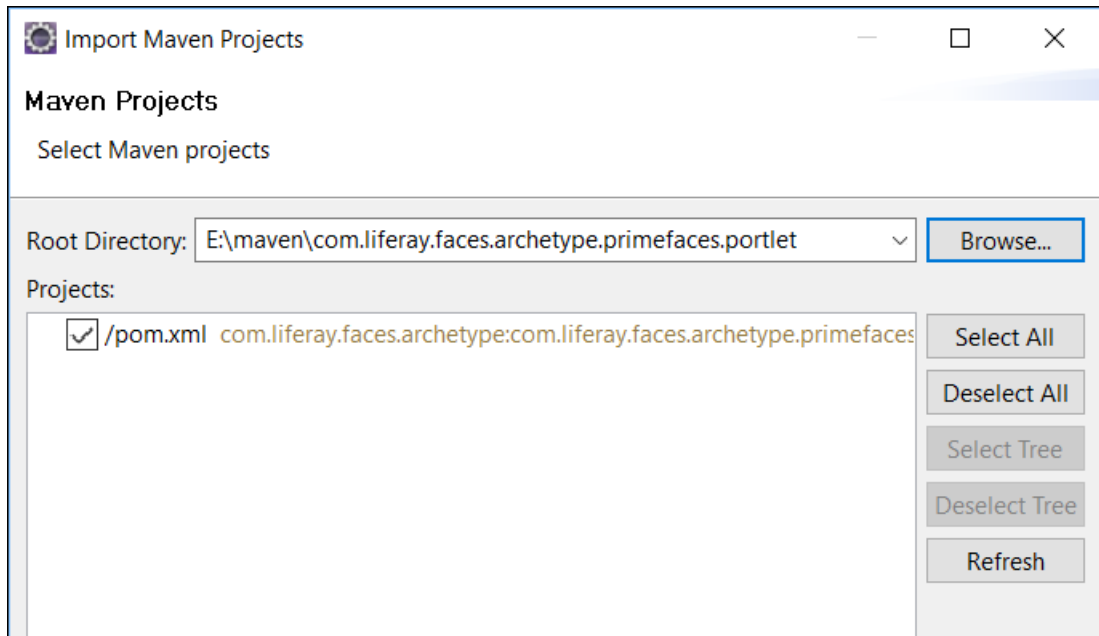 Import Maven Projects
Maven Projects
Select Maven projects
Root Directory: E:\maven\com.liferay.faces.archetype.primefaces.portlet Browse...
Projects:
/pom.xml com.liferay.faces.archetype:com.liferay.faces.archetype.primefaces
Select All
Deselect All
Select Tree
Deselect Tree
Refresh